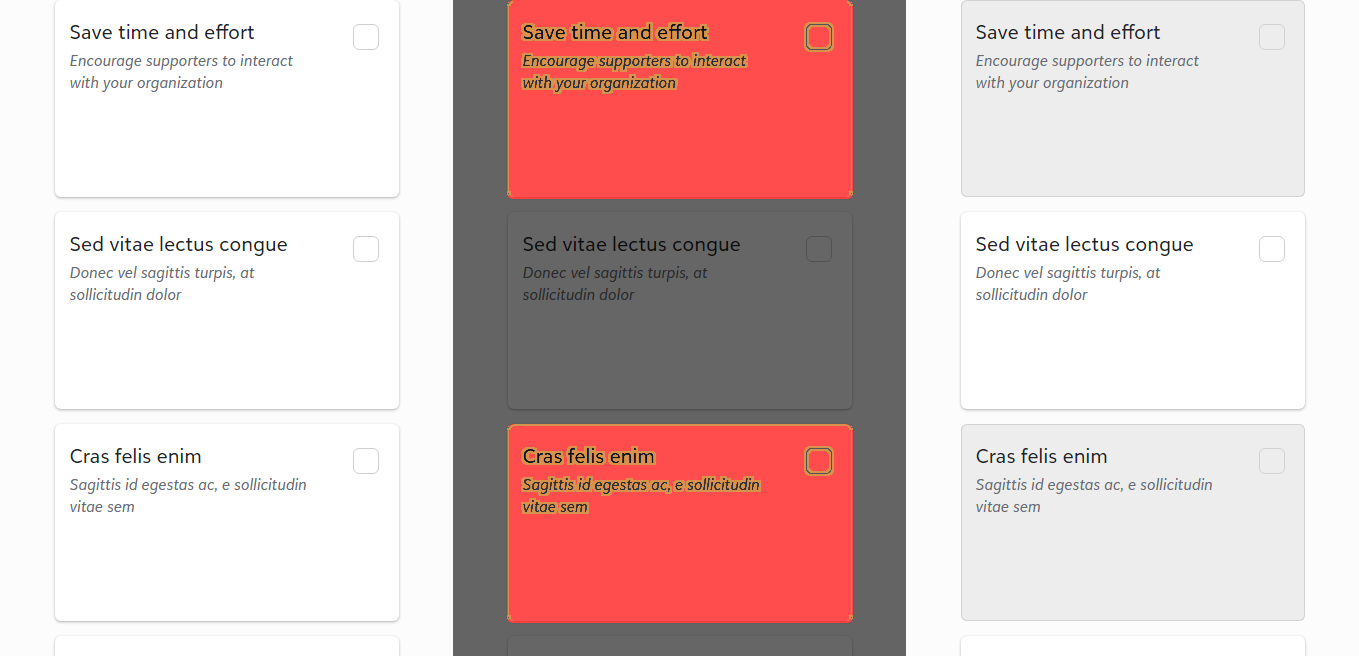 Save time and effort
Encourage supporters to interact
with your organization
Sed vitae lectus congue
Donec vel sagittis turpis, at
sollicitudin dolor
Cras felis enim
Sagittis id egestas ac, e sollicitudin
vitae sem
Save time and effort
Encourage supporters to interact
with your organization
Sed vitae lectus congue
Donec vel sagittis turpis, at
sollicitudin dolor
Cras felis enim
Sagittis id egestas ac, e sollicitudin
vitae sem
Save time and effort
Encourage supporters to interact
with your organization
Sed vitae lectus congue
Donec vel sagittis turpis, at
sollicitudin dolor
Cras felis enim
Sagittis id egestas ac, e sollicitudin
vitae sem